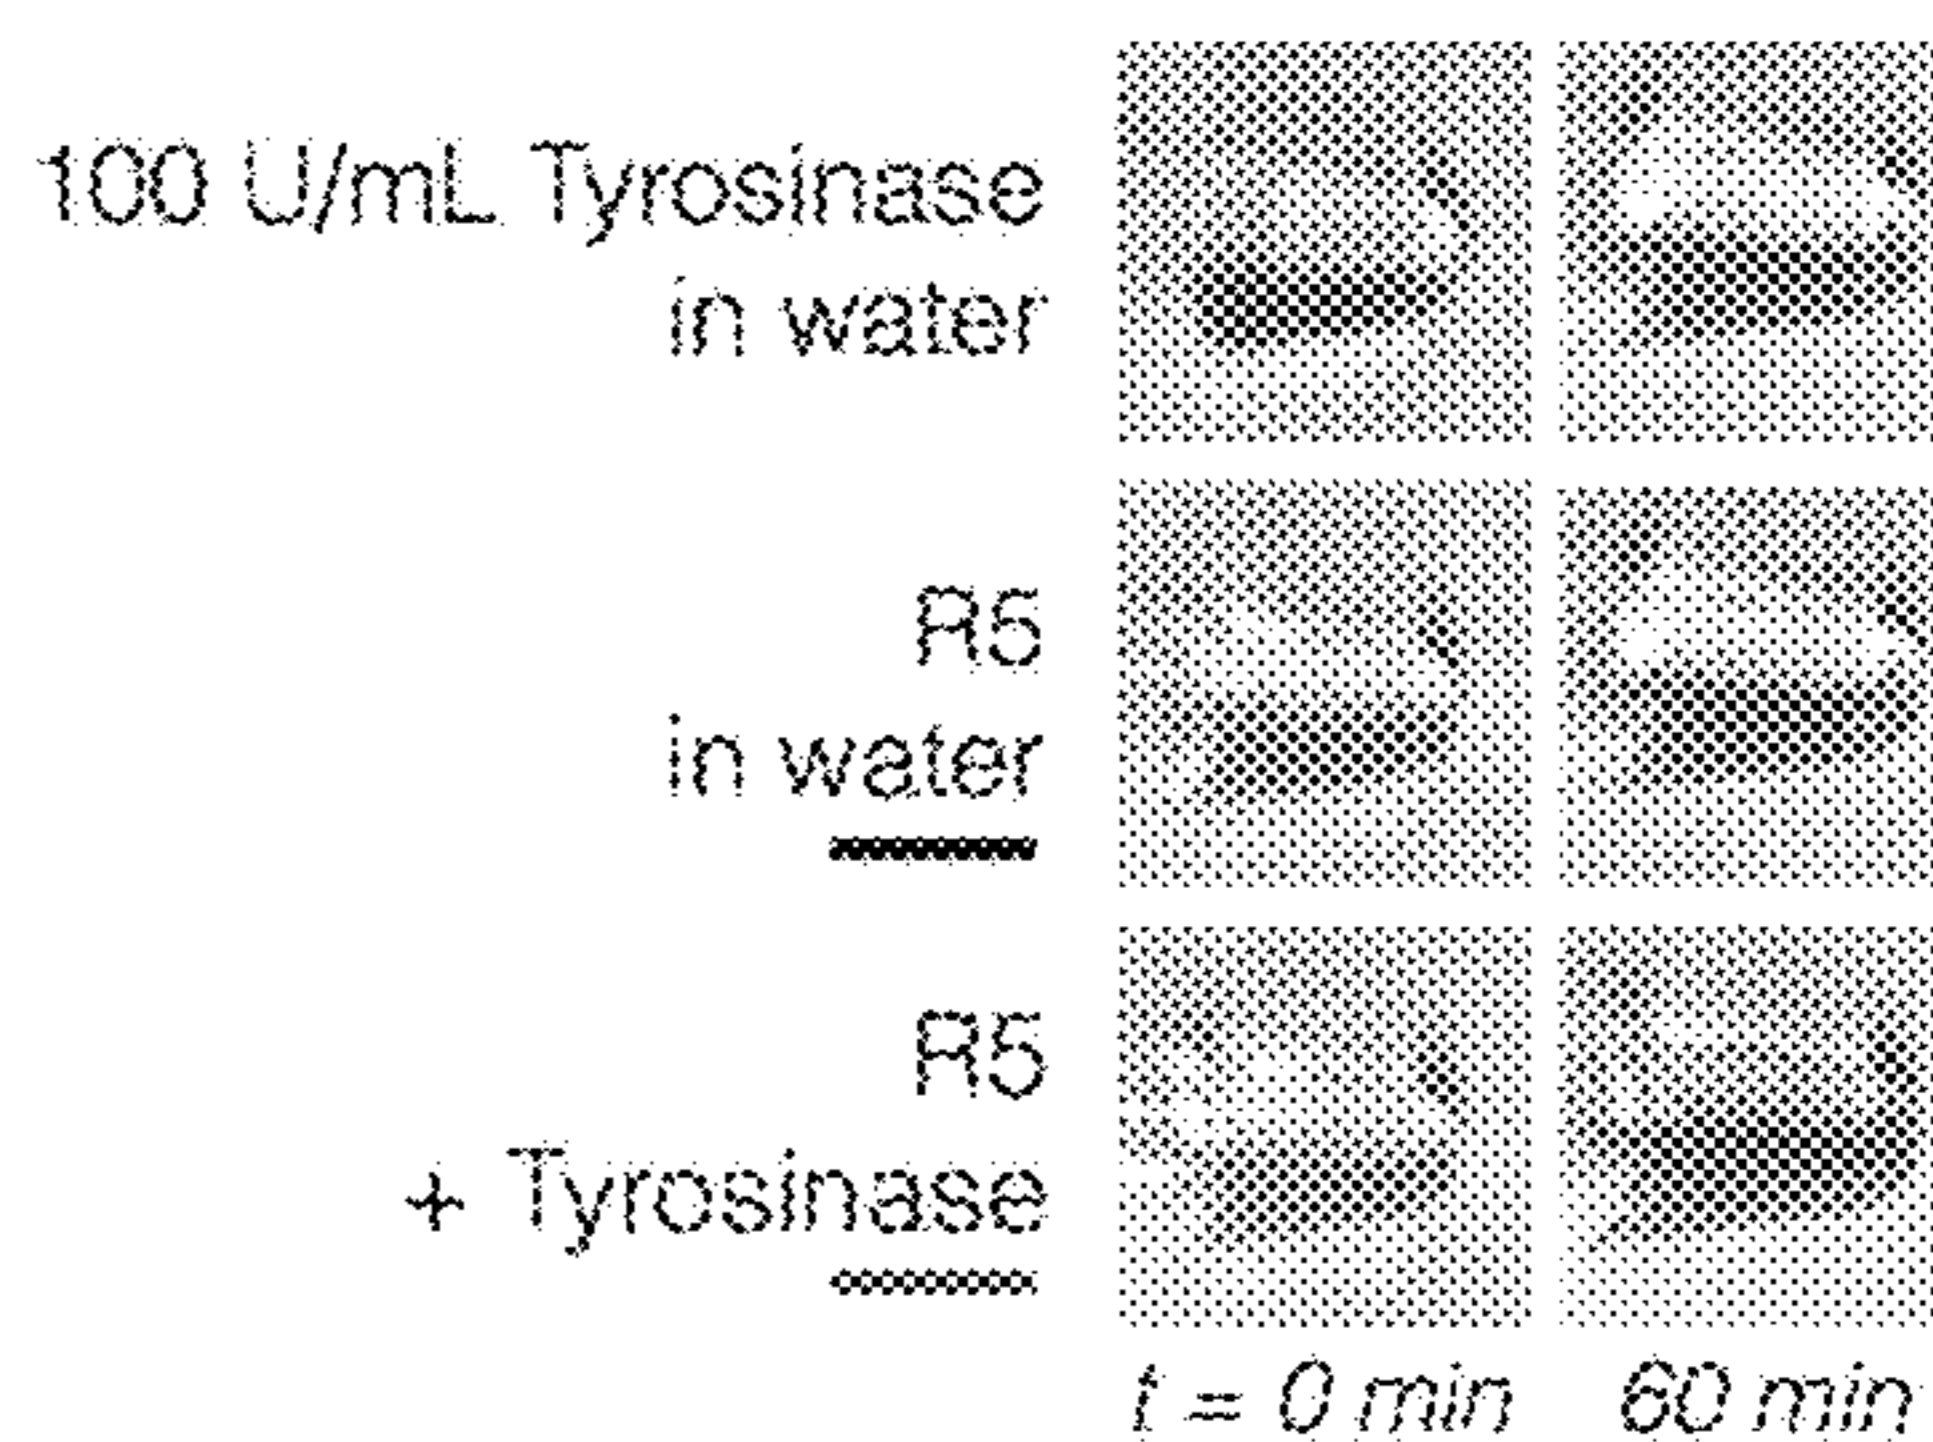 100 U/mL Tyrosinase
in water
R5
in water
R5
+ Tyrosinase
t = 0 min 60 min